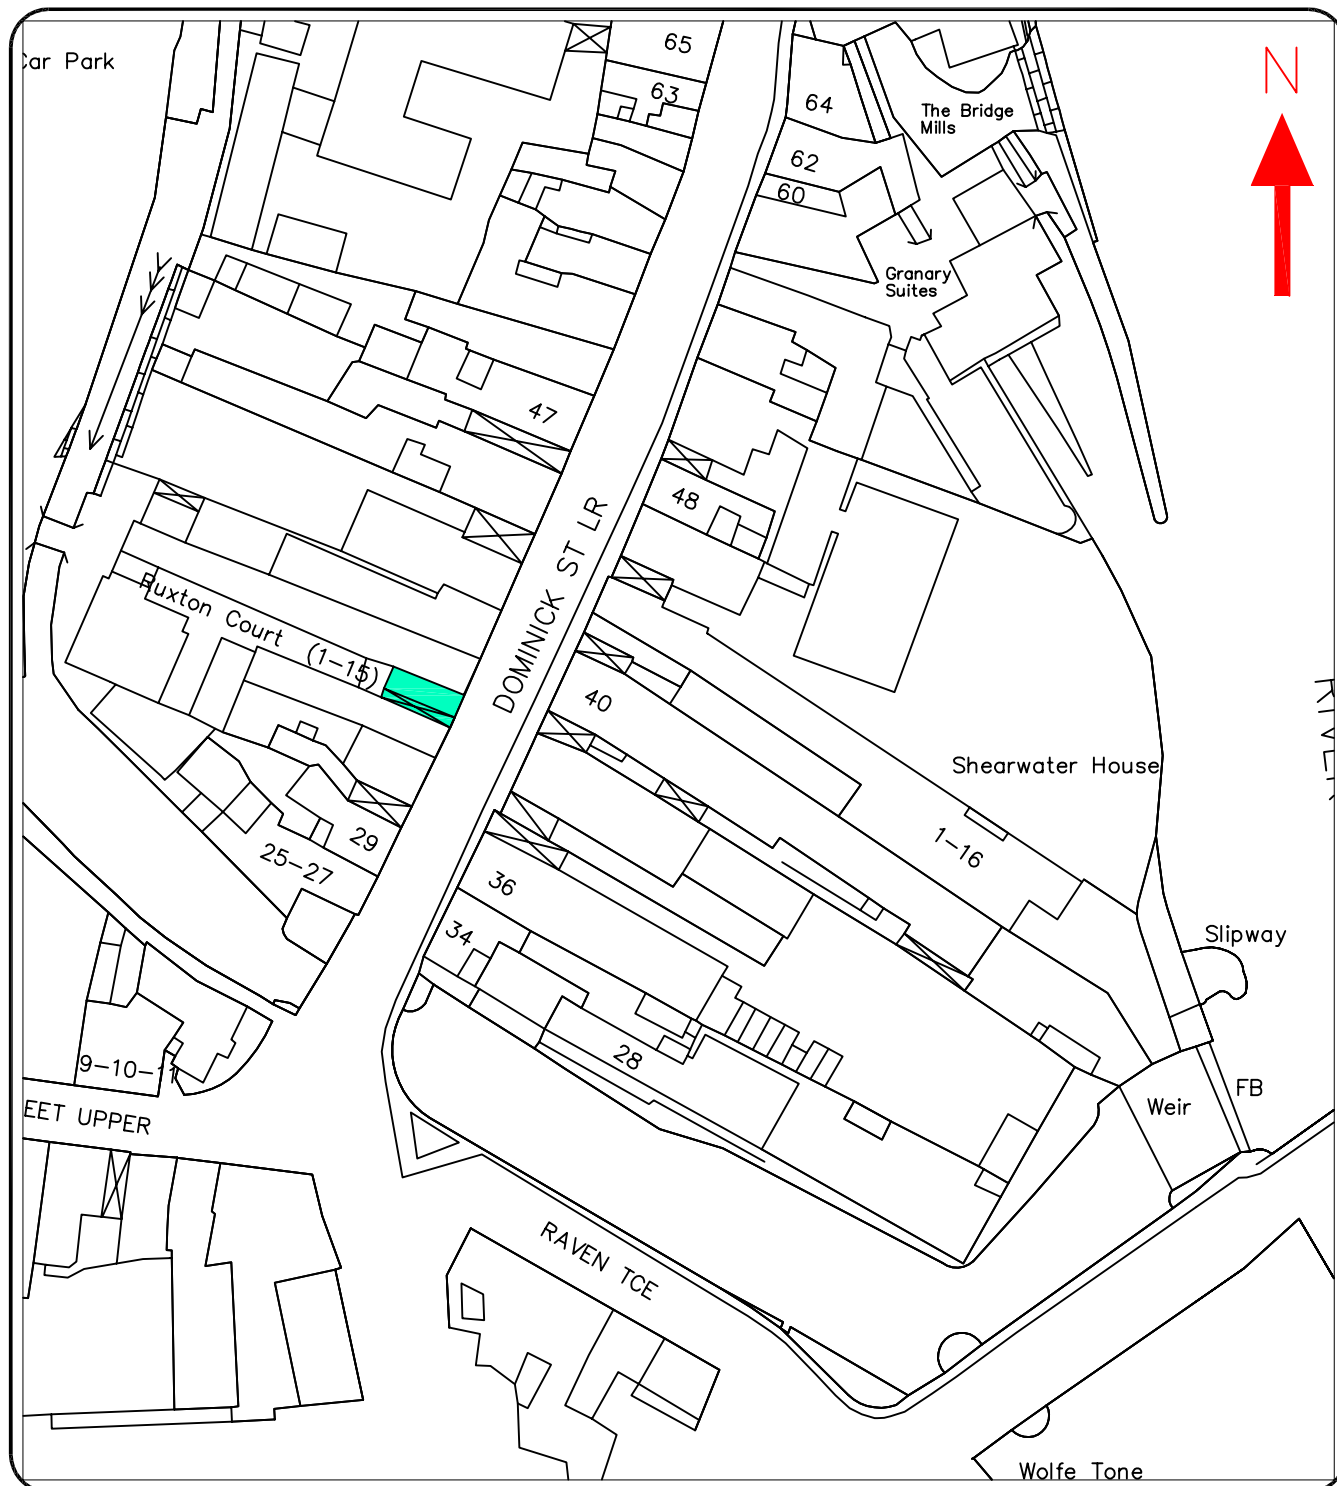 65
Car Park
N
63
64
The Bridge
Mills
62
60
Granary
Suites
47
48
DOMINICK ST LR
Ruxton Court (1-15)
40
RIVER
Shearwater House
29
1-16
25-27
36
34
Slipway
28
9-10-11
FB
Weir
EET UPPER
RAVEN TCE
Wolfe Tone